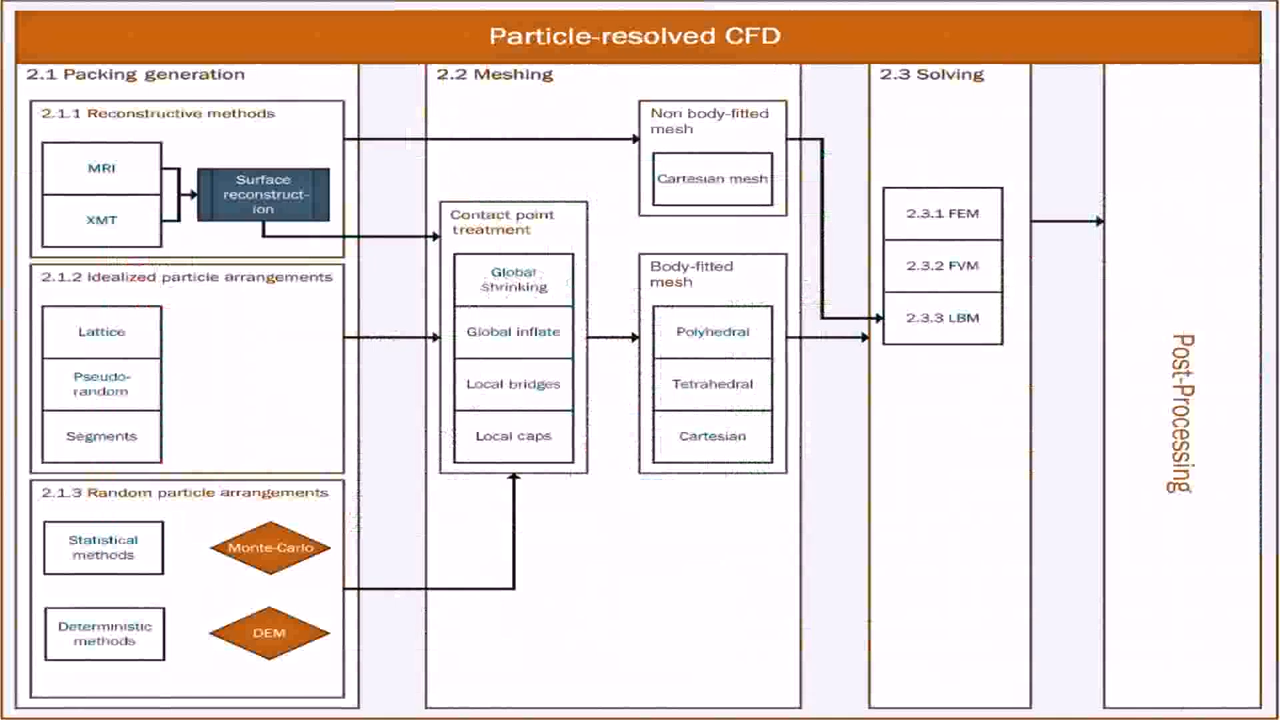 Particle-resolved CFD
2.1 Packing generation
2.1.1 Reconstructive methods
MRI
XMT
Surface
reconstruct-
ion
2.1.2 Idealized particle arrangements
Lattice
Pseudo-
random
Segments
2.1.3 Random particle arrangements
Statistical
methods
Monte-Carlo
Deterministic
methods
DEM
2.2 Meshing
Contact point
treatment
Global
shrinking
Global inflate
Local bridges
Local caps
Non body-fitted
mesh
Cartesian mesh
Body-fitted
mesh
Polyhedral
Tetrahedral
Cartesian
2.3 Solving
2.3.1 FEM
2.3.2 FVM
2.3.3 LBM
Post-Processing